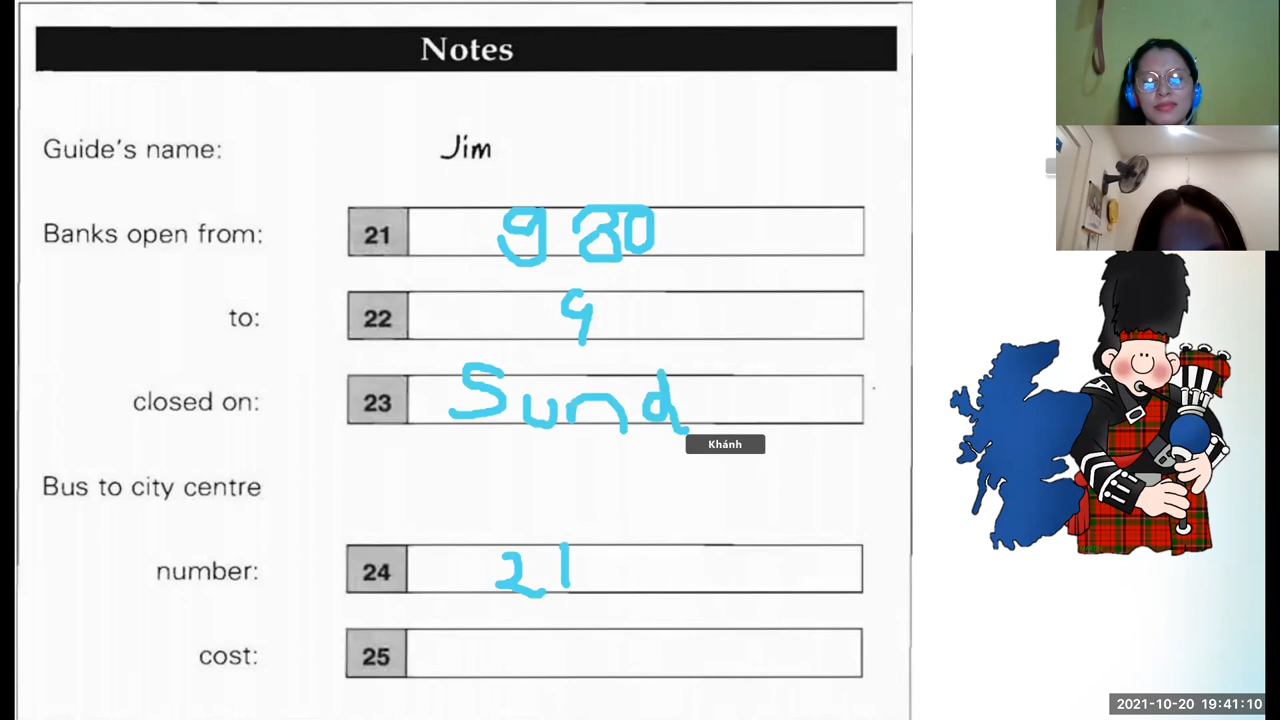 Notes
Guide's name: Jim
Banks open from: 21 9 30
to: 22 9
closed on: 23 Sund
Khánh
Bus to city centre
number: 24 21
cost: 25
2021-10-20 19:41:10